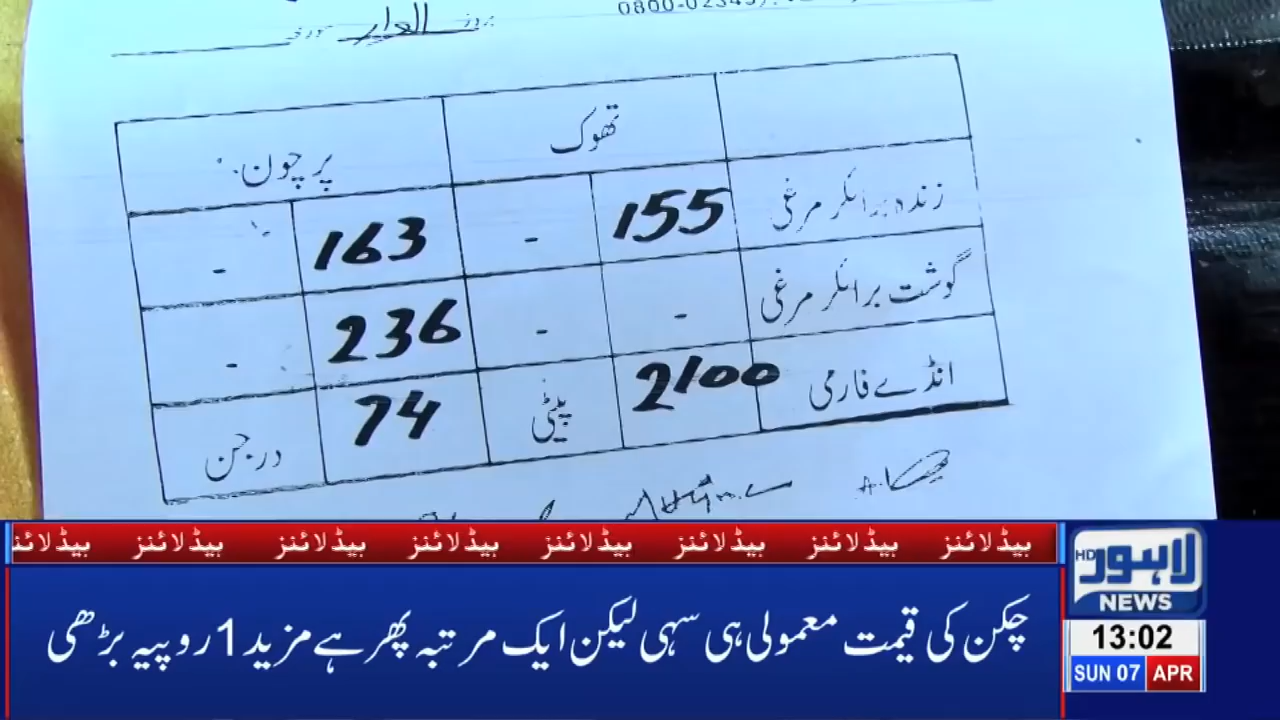 بروز اتوار مورخہ
تھوک پرچون
زندہ برائلر مرغی 155 - 163 -
گوشت برائلر مرغی - - 236 -
انڈے فارمی 2100 پیٹی 74 درجن
ہیڈلائنز ہیڈلائنز ہیڈلائنز ہیڈلائنز ہیڈلائنز ہیڈلائنز ہیڈلائنز ہیڈلائنز
چکن کی قیمت معمولی ہی سہی لیکن ایک مرتبہ پھر ہے مزید 1 روپیہ بڑھی
لاہور HD
NEWS
13:02
SUN 07 APR